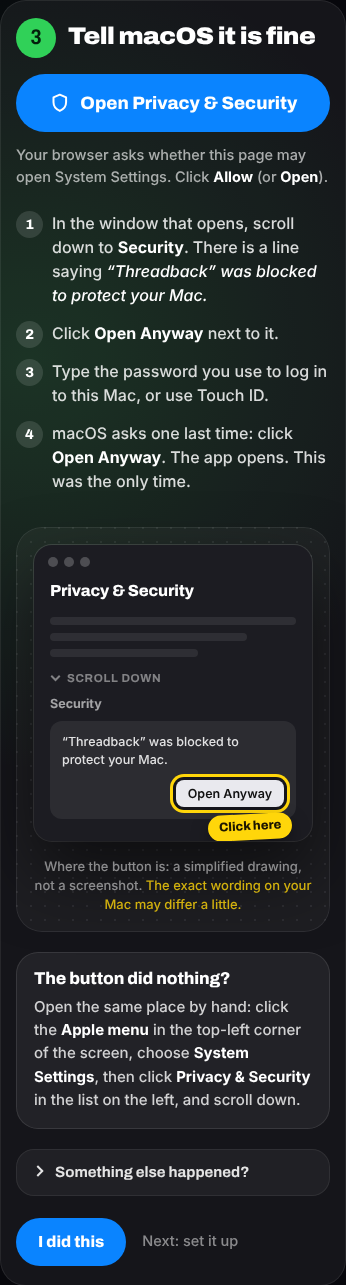 3 Tell macOS it is fine
Open Privacy & Security
Your browser asks whether this page may
open System Settings. Click Allow (or Open).
1 In the window that opens, scroll
down to Security. There is a line
saying “Threadback” was blocked
to protect your Mac.
2 Click Open Anyway next to it.
3 Type the password you use to log in
to this Mac, or use Touch ID.
4 macOS asks one last time: click
Open Anyway. The app opens. This
was the only time.
Privacy & Security
SCROLL DOWN
Security
“Threadback” was blocked to
protect your Mac.
Open Anyway
Click here
Where the button is: a simplified drawing,
not a screenshot. The exact wording on your
Mac may differ a little.
The button did nothing?
Open the same place by hand: click
the Apple menu in the top-left corner
of the screen, choose System
Settings, then click Privacy & Security
in the list on the left, and scroll down.
Something else happened?
I did this Next: set it up